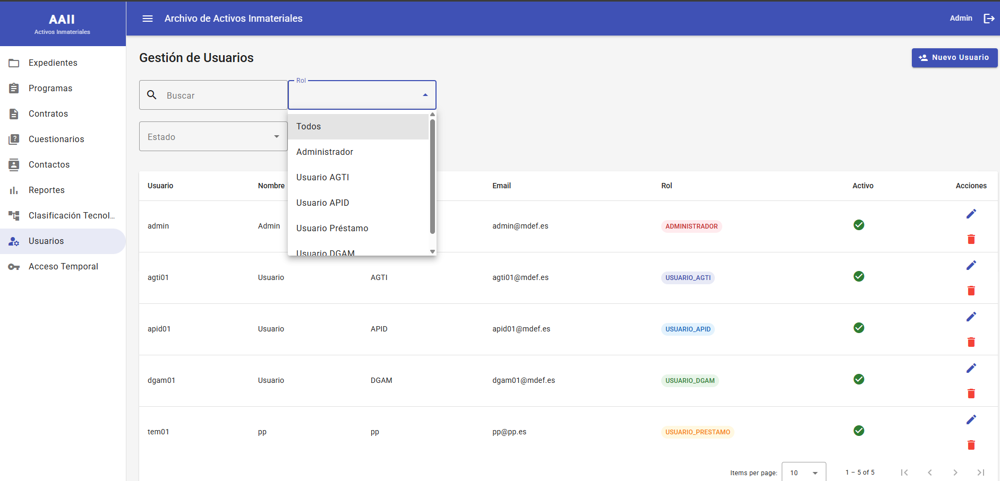 AAII
Activos Inmateriales
Archivo de Activos Inmateriales
Admin
Expedientes
Programas
Contratos
Cuestionarios
Contactos
Reportes
Clasificación Tecnol...
Usuarios
Acceso Temporal
Gestión de Usuarios
Nuevo Usuario
Buscar
Rol
Estado
Todos
Administrador
Usuario AGTI
Usuario APID
Usuario Préstamo
Usuario DGAM
Usuario Nombre Email Rol Activo Acciones
admin Admin admin@mdef.es ADMINISTRADOR
agti01 Usuario AGTI agti01@mdef.es USUARIO_AGTI
apid01 Usuario APID apid01@mdef.es USUARIO_APID
dgam01 Usuario DGAM dgam01@mdef.es USUARIO_DGAM
tem01 pp pp pp@pp.es USUARIO_PRESTAMO
Items per page: 10 1 – 5 of 5